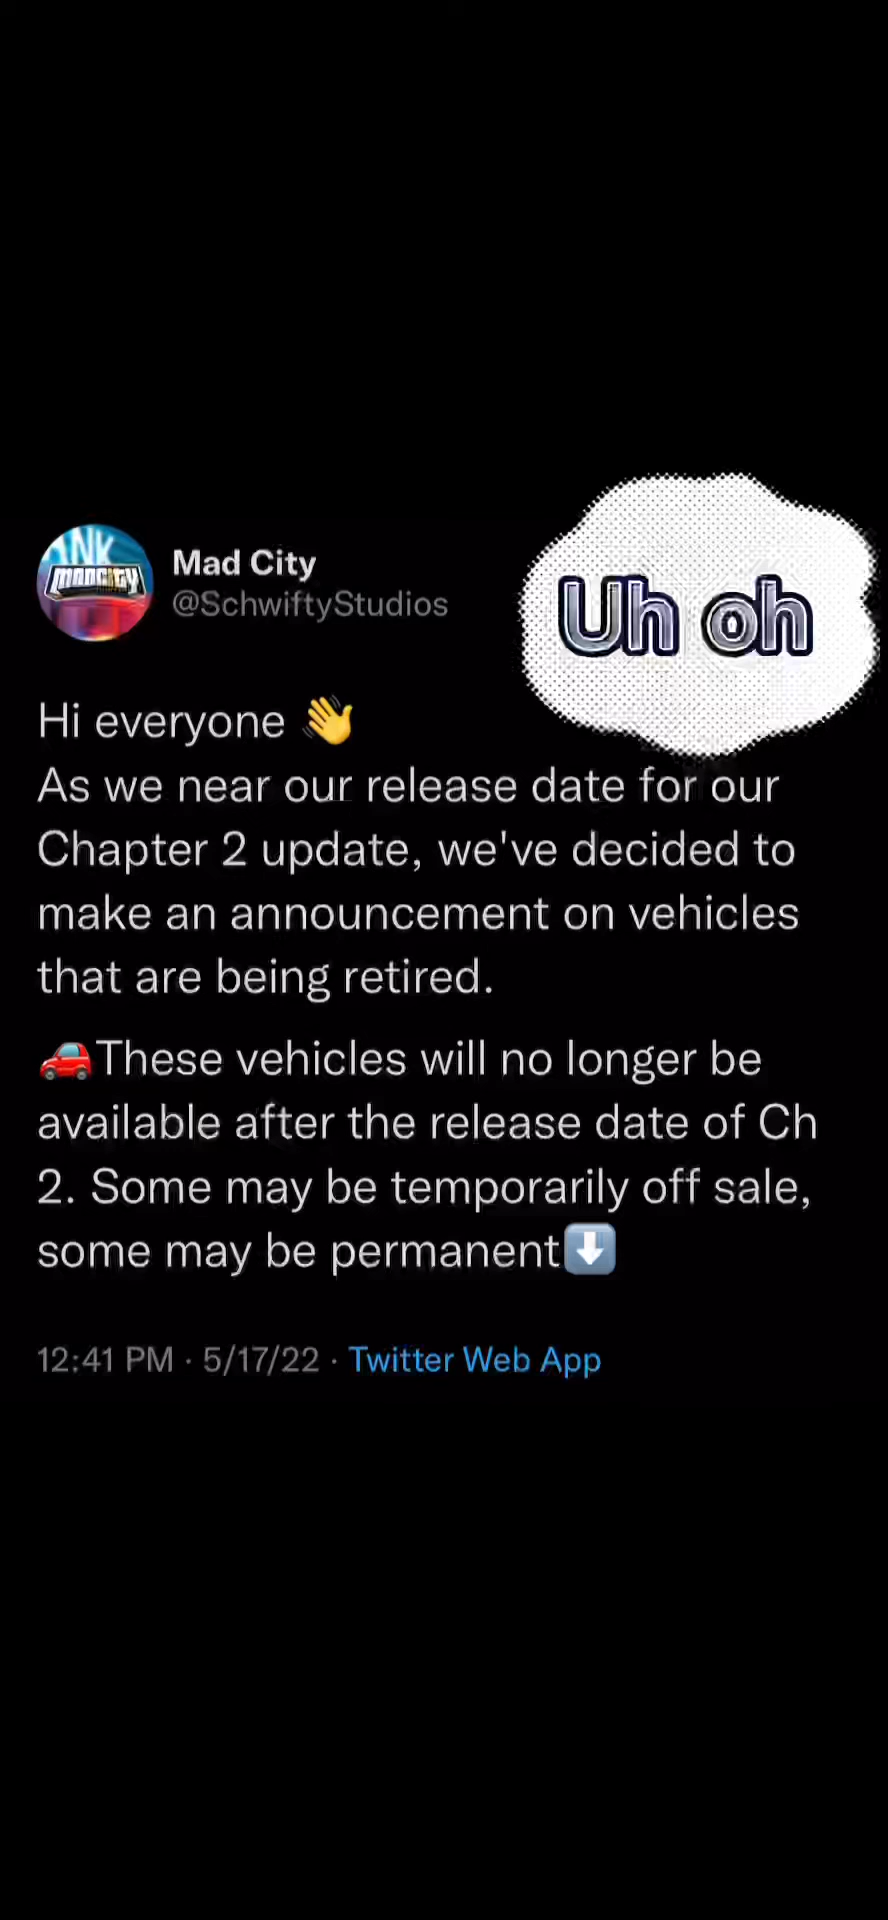 Mad City
@SchwiftyStudios
Uh oh
Hi everyone 👋
As we near our release date for our
Chapter 2 update, we've decided to
make an announcement on vehicles
that are being retired.
🚗These vehicles will no longer be
available after the release date of Ch
2. Some may be temporarily off sale,
some may be permanent⬇️
12:41 PM · 5/17/22 · Twitter Web App